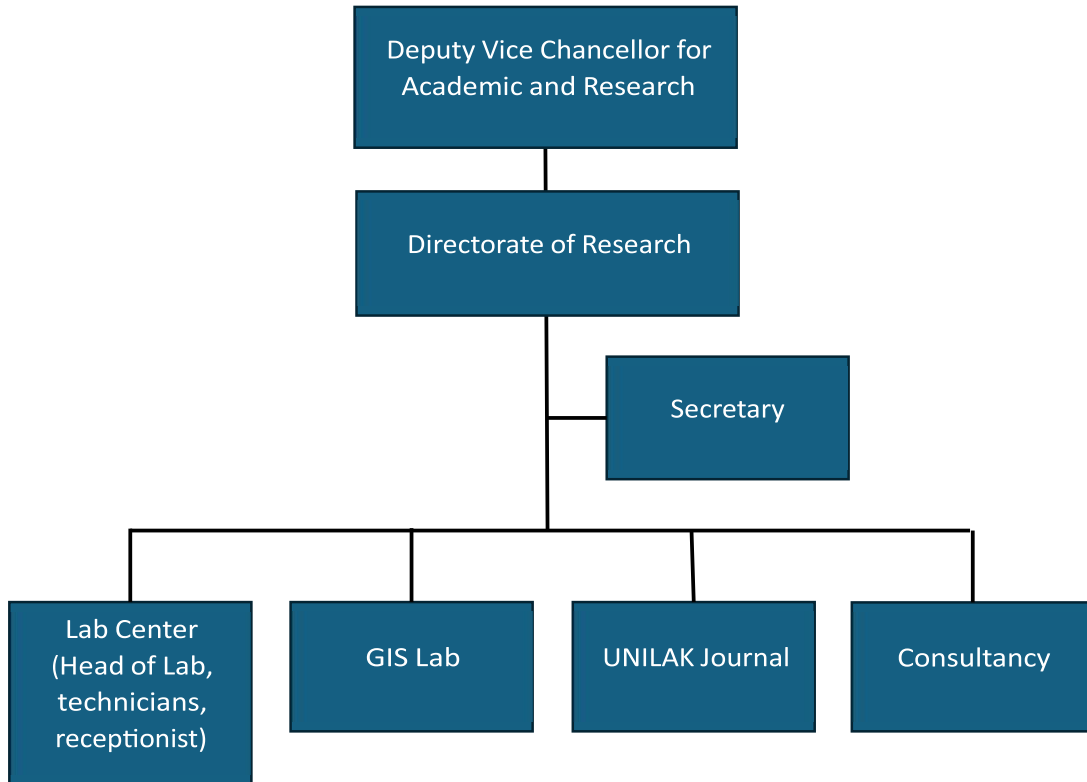 Deputy Vice Chancellor for
Academic and Research
Directorate of Research
Secretary
Lab Center
(Head of Lab,
technicians,
receptionist)
GIS Lab
UNILAK Journal
Consultancy